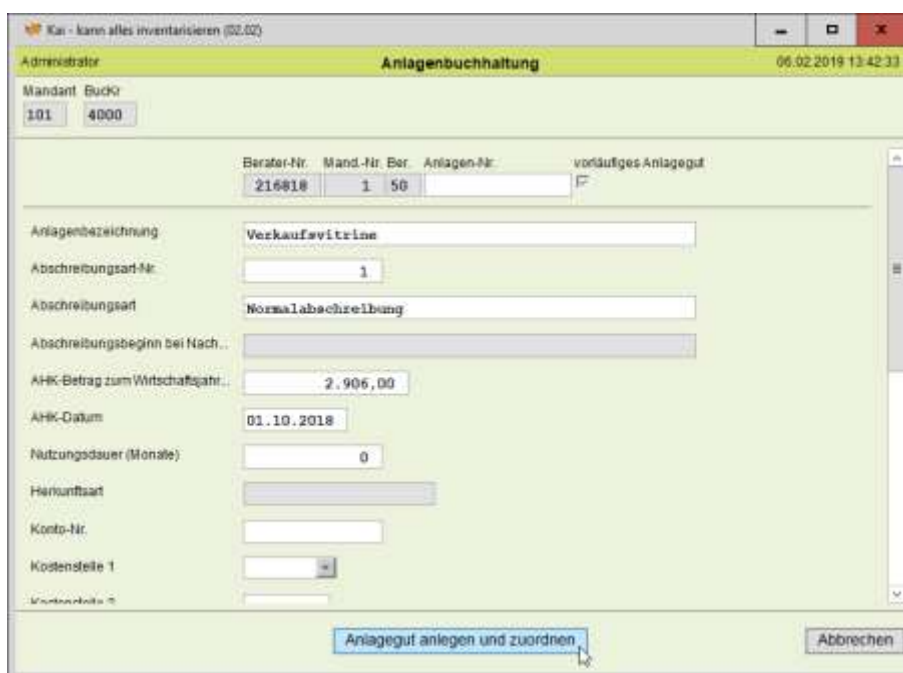 Kai - kann alles inventarisieren (02.02)
Administrator Anlagenbuchhaltung 06.02.2019 13:42:33
Mandant BucKr
101 4000
Berater-Nr. Mand.-Nr. Ber. Anlagen-Nr. vorläufiges Anlagegut
216818 1 50
Anlagenbezeichnung Verkaufsvitrine
Abschreibungsart-Nr. 1
Abschreibungsart Normalabschreibung
Abschreibungsbeginn bei Nach...
AHK-Betrag zum Wirtschaftsjahr... 2.906,00
AHK-Datum 01.10.2018
Nutzungsdauer (Monate) 0
Herkunftsart
Konto-Nr.
Kostenstelle 1
Anlagegut anlegen und zuordnen Abbrechen